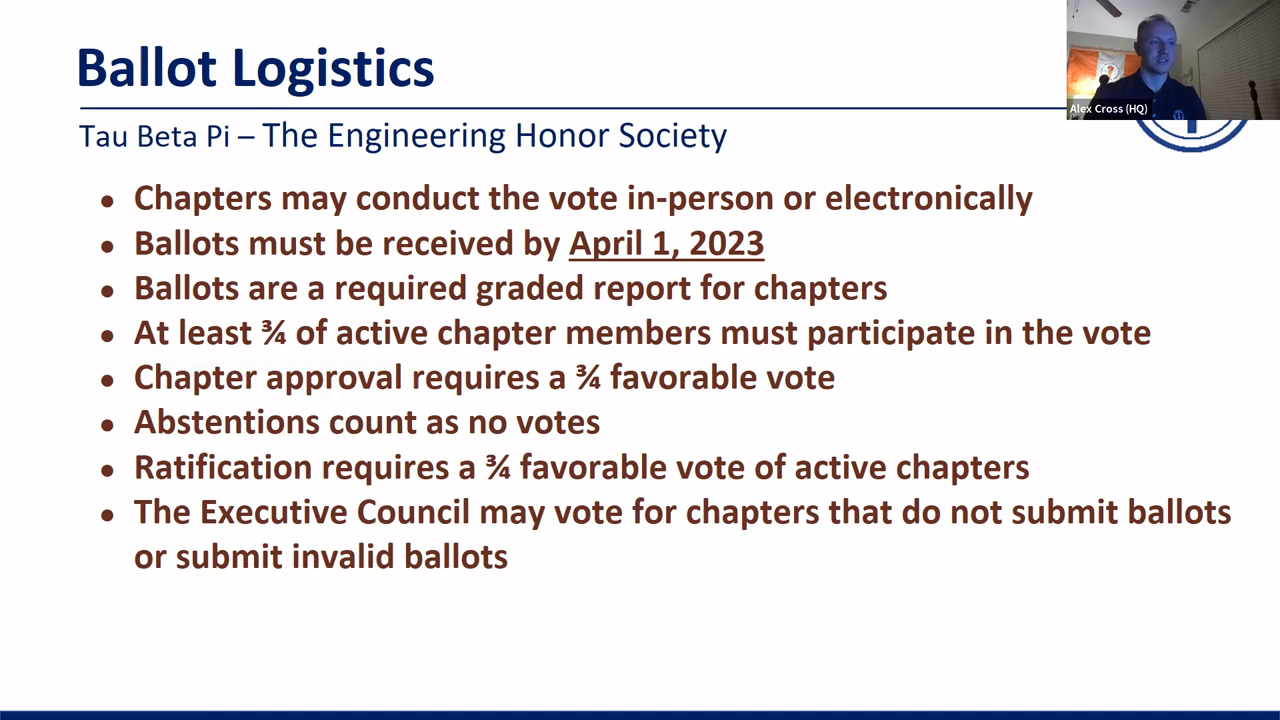 Ballot Logistics
Alex Cross (HQ)
Tau Beta Pi – The Engineering Honor Society
• Chapters may conduct the vote in-person or electronically
• Ballots must be received by April 1, 2023
• Ballots are a required graded report for chapters
• At least ¾ of active chapter members must participate in the vote
• Chapter approval requires a ¾ favorable vote
• Abstentions count as no votes
• Ratification requires a ¾ favorable vote of active chapters
• The Executive Council may vote for chapters that do not submit ballots
or submit invalid ballots